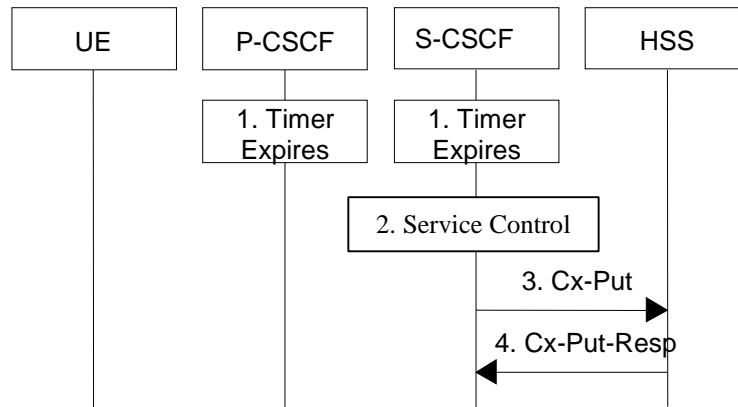 UE
P-CSCF
S-CSCF
HSS
1. Timer
Expires
1. Timer
Expires
2. Service Control
3. Cx-Put
4. Cx-Put-Resp